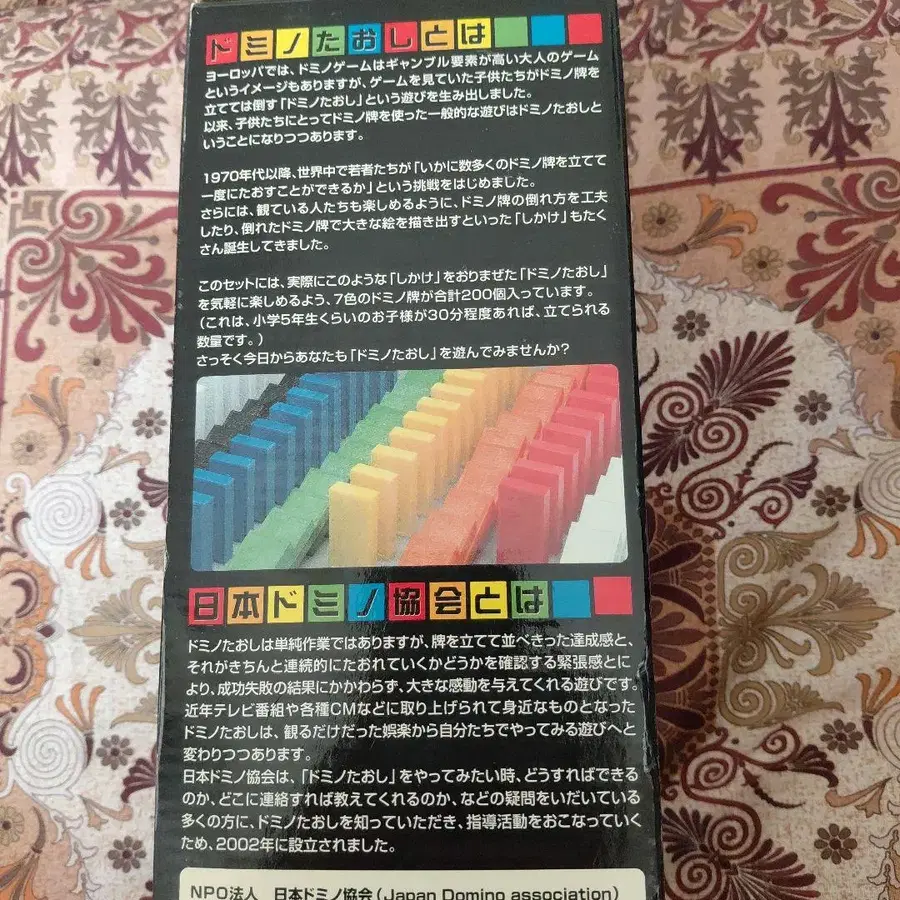 ドミノたおしとは
ヨーロッパでは、ドミノゲームはギャンブル要素が高い大人のゲーム
というイメージもありますが、ゲームを見ていた子供たちがドミノ牌を
立てては倒す「ドミノたおし」という遊びを生み出しました。
以来、子供たちにとってドミノ牌を使った一般的な遊びはドミノたおしと
いうことになりつつあります。
1970年代以降、世界中で若者たちが「いかに数多くのドミノ牌を立てて
一度にたおすことができるか」という挑戦をはじめました。
さらには、観ている人たちも楽しめるように、ドミノ牌の倒れ方を工夫
したり、倒れたドミノ牌で大きな絵を描き出すといった「しかけ」もたく
さん誕生してきました。
このセットには、実際にこのような「しかけ」をおりまぜた「ドミノたおし」
を気軽に楽しめるよう、7色のドミノ牌が合計200個入っています。
(これは、小学5年生くらいのお子様が30分程度あれば、立てられる
数量です。)
さっそく今日からあなたも「ドミノたおし」を遊んでみませんか?
日本ドミノ協会とは
ドミノたおしは単純作業ではありますが、牌を立てて並べきった達成感と、
それがきちんと連続的にたおれていくかどうかを確認する緊張感とに
より、成功失敗の結果にかかわらず、大きな感動を与えてくれる遊びです。
近年テレビ番組や各種CMなどに取り上げられて身近なものとなった
ドミノたおしは、観るだけだった娯楽から自分たちでやってみる遊びへと
変わりつつあります。
日本ドミノ協会は、「ドミノたおし」をやってみたい時、どうすればできる
のか、どこに連絡すれば教えてくれるのか、などの疑問をいだいている
多くの方に、ドミノたおしを知っていただき、指導活動をおこなっていく
ため、2002年に設立されました。
NPO法人 日本ドミノ協会(Japan Domino association)